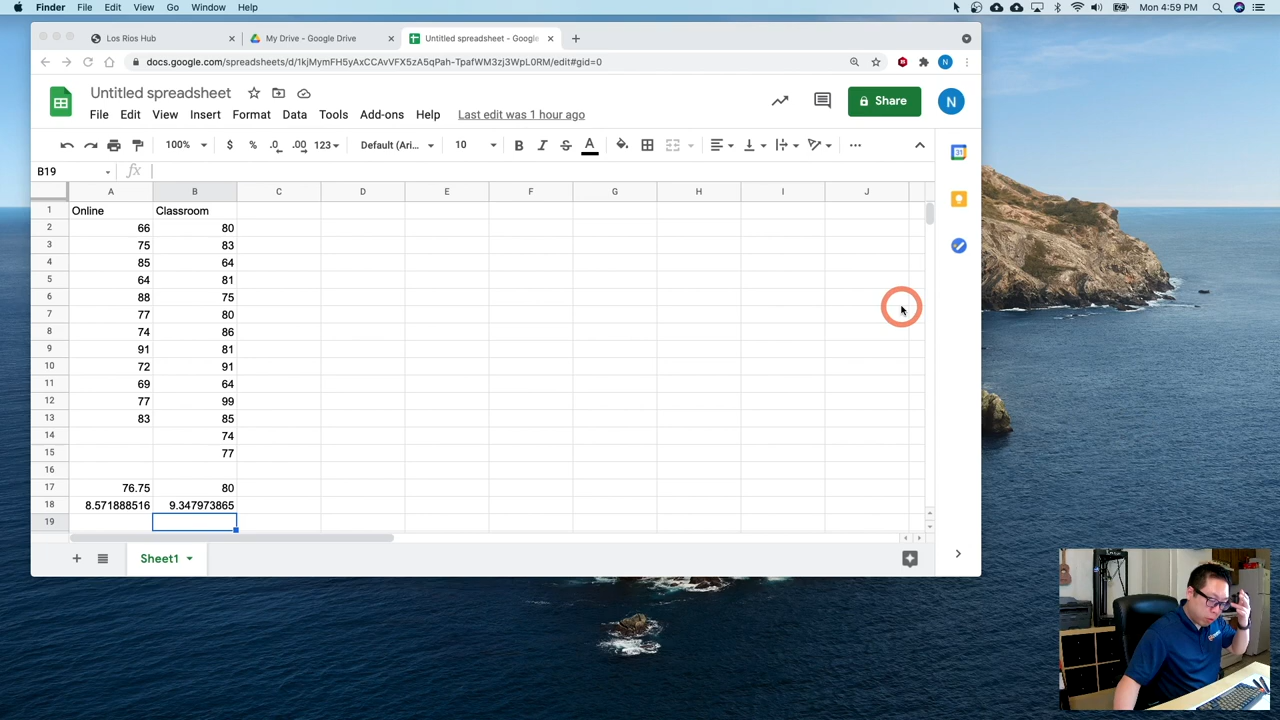 Finder File Edit View Go Window Help Mon 4:59 PM
Los Rios Hub My Drive - Google Drive Untitled spreadsheet - Google
docs.google.com/spreadsheets/d/1kjMymFH5yAxCCAvVFX5zA5qPah-TpafWM3zj3WpL0RM/edit#gid=0 N
Untitled spreadsheet
Share N
File Edit View Insert Format Data Tools Add-ons Help Last edit was 1 hour ago
100% $ % .0 .00 123 Default (Ari... 10 B I S A
31
B19 fx
A B C D E F G H I J
1 Online Classroom
2 66 80
3 75 83
4 85 64
5 64 81
6 88 75
7 77 80
8 74 86
9 91 81
10 72 91
11 69 64
12 77 99
13 83 85
14 74
15 77
16
17 76.75 80
18 8.571888516 9.347973865
19
Sheet1